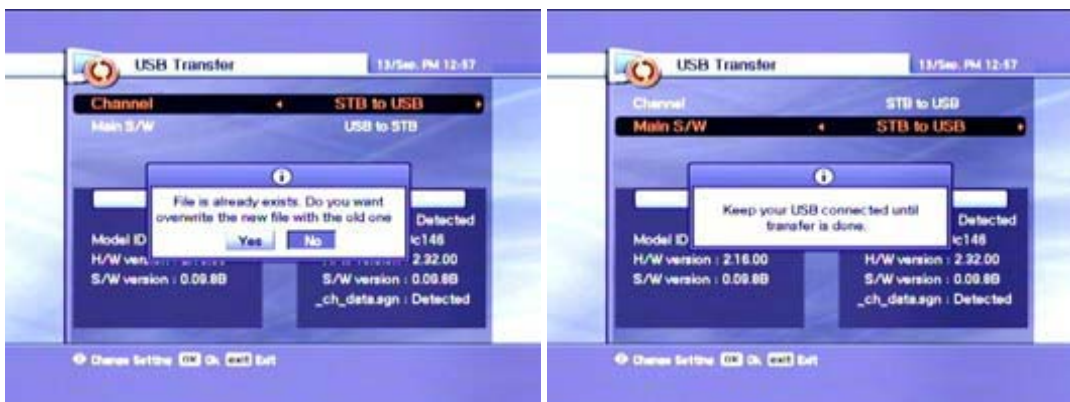 USB Transfer
13/Sep. PM 12:57
Channel STB to USB
Main S/W USB to STB
File is already exists. Do you want
overwrite the new file with the old one
Yes No
Detected
Model ID lc146
H/W ver. 2.32.00
S/W version : 0.09.8B S/W version : 0.09.8B
_ch_data.sgn : Detected
Change Setting OK Ok exit Exit
USB Transfer
13/Sep. PM 12:57
Channel STB to USB
Main S/W STB to USB
Keep your USB connected until
transfer is done.
Detected
Model ID lc146
H/W version : 2.16.00 H/W version : 2.32.00
S/W version : 0.09.8B S/W version : 0.09.8B
_ch_data.sgn : Detected
Change Setting OK Ok exit Exit